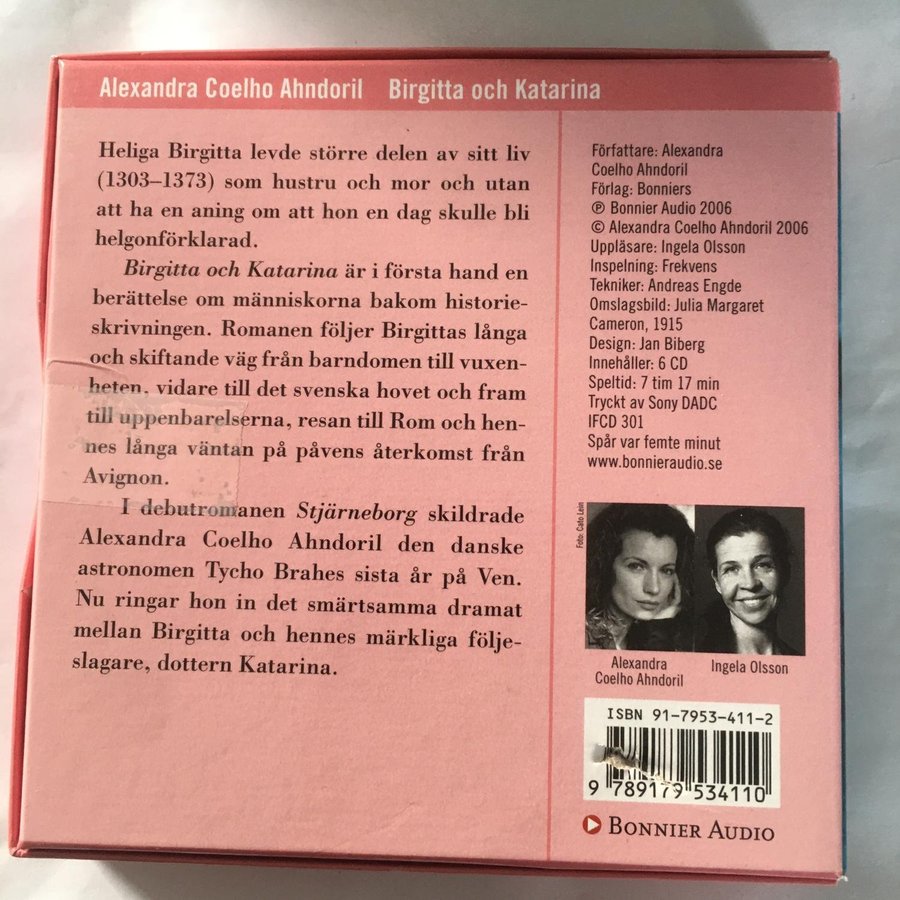 Alexandra Coelho Ahndoril Birgitta och Katarina
Heliga Birgitta levde större delen av sitt liv
(1303–1373) som hustru och mor och utan
att ha en aning om att hon en dag skulle bli
helgonförklarad.
Birgitta och Katarina är i första hand en
berättelse om människorna bakom historie-
skrivningen. Romanen följer Birgittas långa
och skiftande väg från barndomen till vuxen-
heten, vidare till det svenska hovet och fram
till uppenbarelserna, resan till Rom och hen-
nes långa väntan på påvens återkomst från
Avignon.
I debutromanen Stjärneborg skildrade
Alexandra Coelho Ahndoril den danske
astronomen Tycho Brahes sista år på Ven.
Nu ringar hon in det smärtsamma dramat
mellan Birgitta och hennes märkliga följe-
slagare, dottern Katarina.
Författare: Alexandra
Coelho Ahndoril
Förlag: Bonniers
℗ Bonnier Audio 2006
© Alexandra Coelho Ahndoril 2006
Uppläsare: Ingela Olsson
Inspelning: Frekvens
Tekniker: Andreas Engde
Omslagsbild: Julia Margaret
Cameron, 1915
Design: Jan Biberg
Innehåller: 6 CD
Speltid: 7 tim 17 min
Tryckt av Sony DADC
IFCD 301
Spår var femte minut
www.bonnieraudio.se
Foto: Cato Lein
Alexandra
Coelho Ahndoril
Ingela Olsson
ISBN 91-7953-411-2
9 789179 534110
BONNIER AUDIO